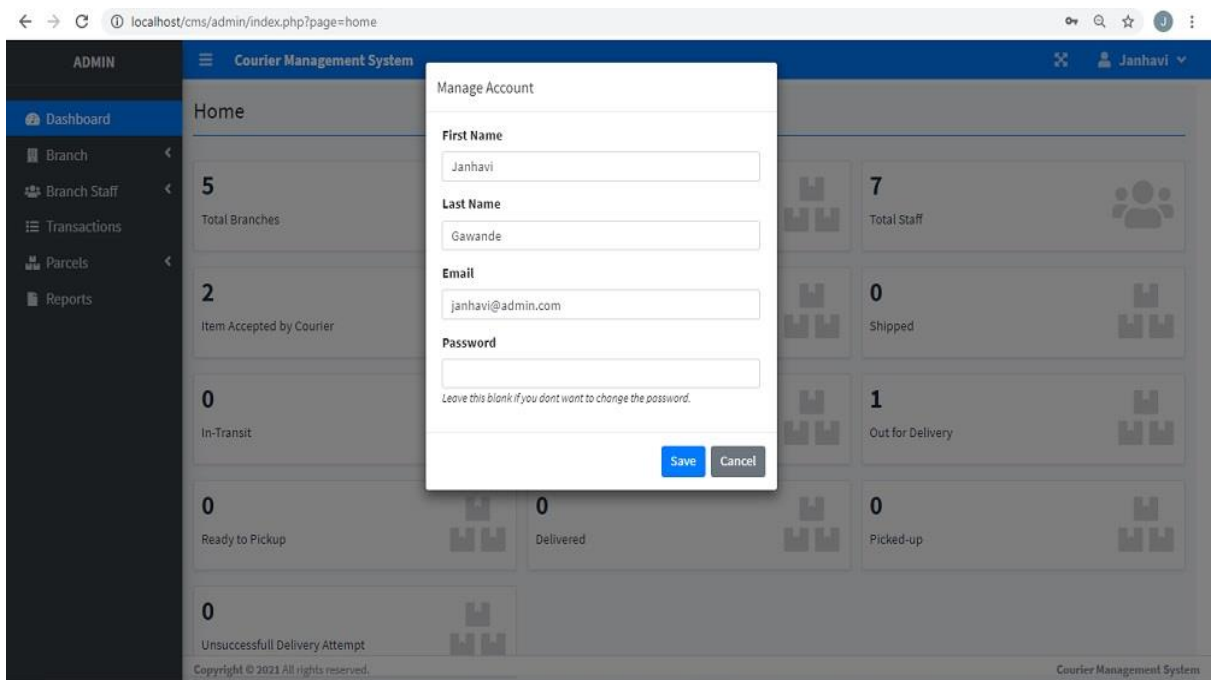 localhost/cms/admin/index.php?page=home
J
ADMIN
Courier Management System
Janhavi
Dashboard
Branch
Branch Staff
Transactions
Parcels
Reports
Home
5
Total Branches
7
Total Staff
2
Item Accepted by Courier
0
Shipped
0
In-Transit
1
Out for Delivery
0
Ready to Pickup
0
Delivered
0
Picked-up
0
Unsuccessfull Delivery Attempt
Manage Account
First Name
Janhavi
Last Name
Gawande
Email
janhavi@admin.com
Password
Leave this blank if you dont want to change the password.
Save Cancel
Copyright © 2021 All rights reserved.
Courier Management System